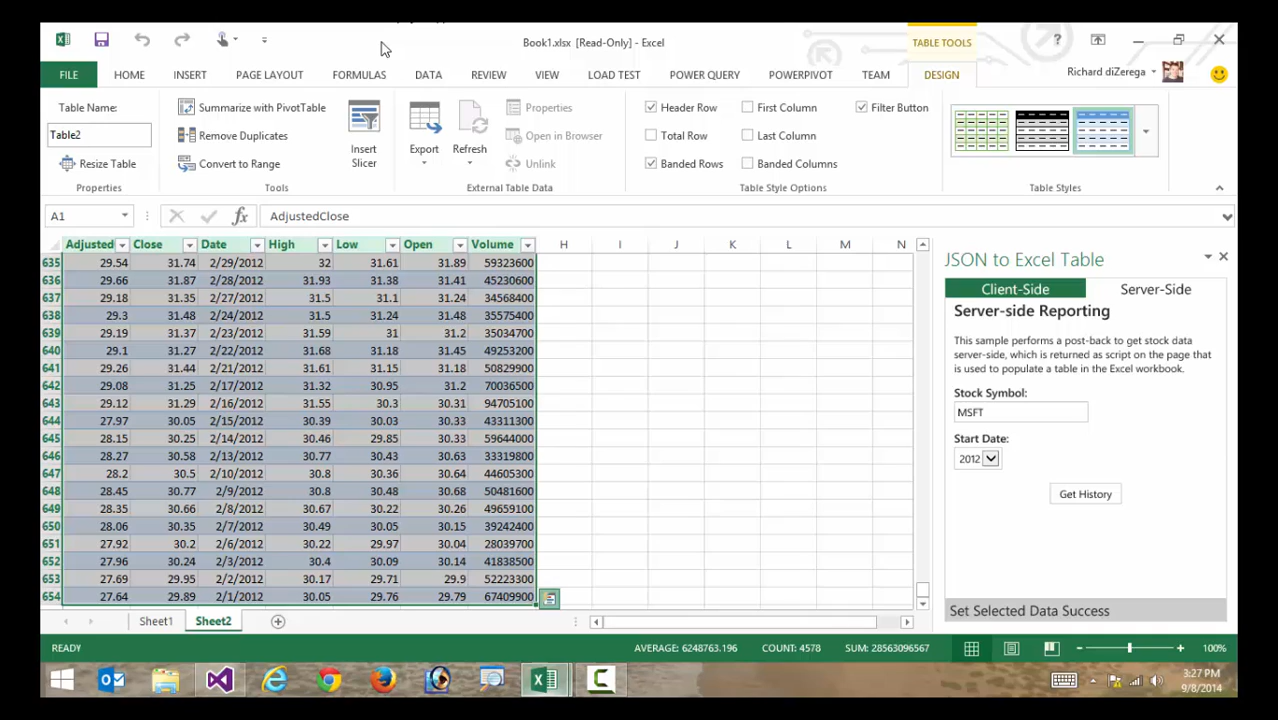 Book1.xlsx [Read-Only] - Excel
TABLE TOOLS
?
FILE HOME INSERT PAGE LAYOUT FORMULAS DATA REVIEW VIEW LOAD TEST POWER QUERY POWERPIVOT TEAM DESIGN Richard diZerega
Table Name:
Table2
Resize Table
Properties
Summarize with PivotTable
Remove Duplicates
Convert to Range
Tools
Insert
Slicer
Export
Refresh
Properties
Open in Browser
Unlink
External Table Data
Header Row
Total Row
Banded Rows
First Column
Last Column
Banded Columns
Filter Button
Table Style Options
Table Styles
A1 fx AdjustedClose
Adjusted Close Date High Low Open Volume H I J K L M N
635 29.54 31.74 2/29/2012 32 31.61 31.89 59323600
636 29.66 31.87 2/28/2012 31.93 31.38 31.41 45230600
637 29.18 31.35 2/27/2012 31.5 31.1 31.24 34568400
638 29.3 31.48 2/24/2012 31.5 31.24 31.48 35575400
639 29.19 31.37 2/23/2012 31.59 31 31.2 35034700
640 29.1 31.27 2/22/2012 31.68 31.18 31.45 49253200
641 29.26 31.44 2/21/2012 31.61 31.15 31.18 50829900
642 29.08 31.25 2/17/2012 31.32 30.95 31.2 70036500
643 29.12 31.29 2/16/2012 31.55 30.3 30.31 94705100
644 27.97 30.05 2/15/2012 30.39 30.03 30.33 43311300
645 28.15 30.25 2/14/2012 30.46 29.85 30.33 59644000
646 28.27 30.58 2/13/2012 30.77 30.43 30.63 33319800
647 28.2 30.5 2/10/2012 30.8 30.36 30.64 44605300
648 28.45 30.77 2/9/2012 30.8 30.48 30.68 50481600
649 28.35 30.66 2/8/2012 30.67 30.22 30.26 49659100
650 28.06 30.35 2/7/2012 30.49 30.05 30.15 39242400
651 27.92 30.2 2/6/2012 30.22 29.97 30.04 28039700
652 27.96 30.24 2/3/2012 30.4 30.09 30.14 41838500
653 27.69 29.95 2/2/2012 30.17 29.71 29.9 52223300
654 27.64 29.89 2/1/2012 30.05 29.76 29.79 67409900
JSON to Excel Table
Client-Side Server-Side
Server-side Reporting
This sample performs a post-back to get stock data
server-side, which is returned as script on the page that
is used to populate a table in the Excel workbook.
Stock Symbol:
MSFT
Start Date:
2012
Get History
Set Selected Data Success
Sheet1 Sheet2
READY AVERAGE: 6248763.196 COUNT: 4578 SUM: 28563096567 100%
3:27 PM
9/8/2014